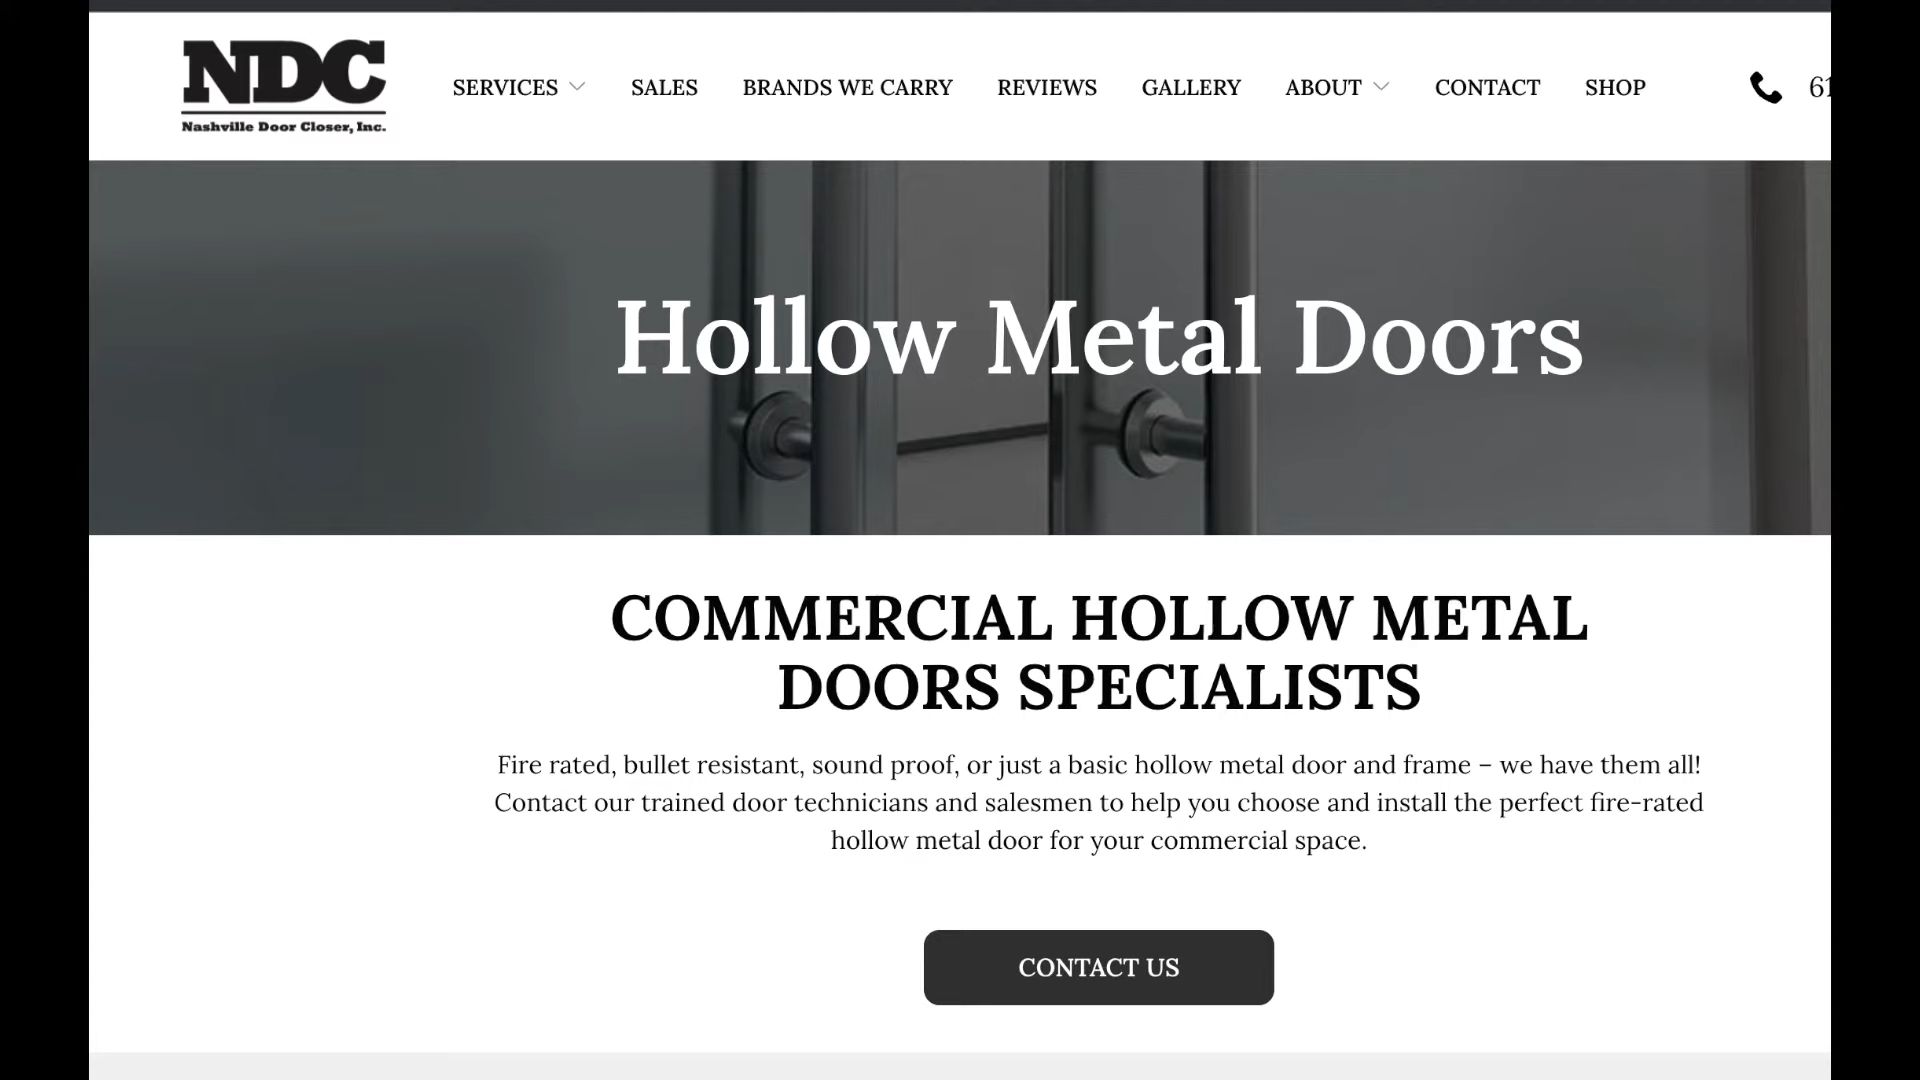 NDC
Nashville Door Closer, Inc.
SERVICES SALES BRANDS WE CARRY REVIEWS GALLERY ABOUT CONTACT SHOP 61
Hollow Metal Doors
COMMERCIAL HOLLOW METAL
DOORS SPECIALISTS
Fire rated, bullet resistant, sound proof, or just a basic hollow metal door and frame – we have them all!
Contact our trained door technicians and salesmen to help you choose and install the perfect fire-rated
hollow metal door for your commercial space.
CONTACT US